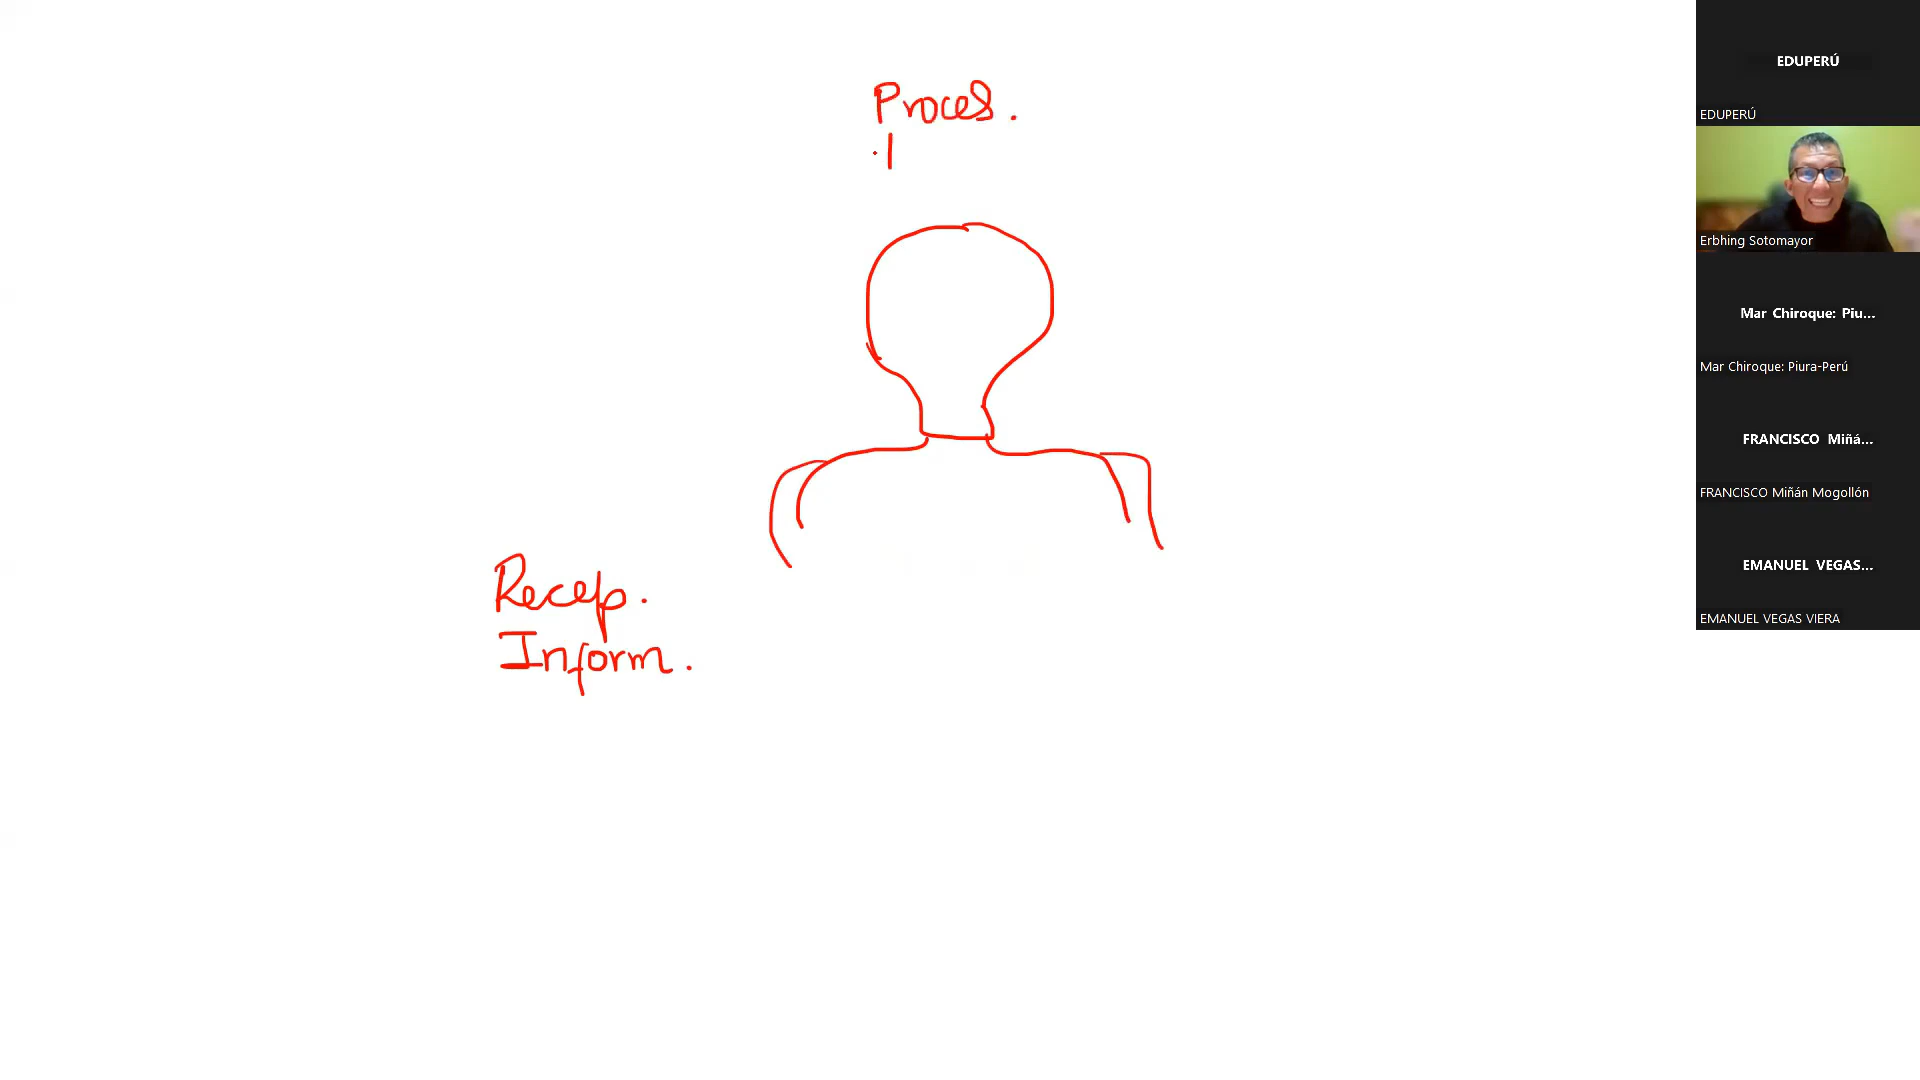 Proces.
Recep.
Inform.
EDUPERÚ
EDUPERÚ
Erbhing Sotomayor
Mar Chiroque: Piu...
Mar Chiroque: Piura-Perú
FRANCISCO Miñá...
FRANCISCO Miñán Mogollón
EMANUEL VEGAS...
EMANUEL VEGAS VIERA